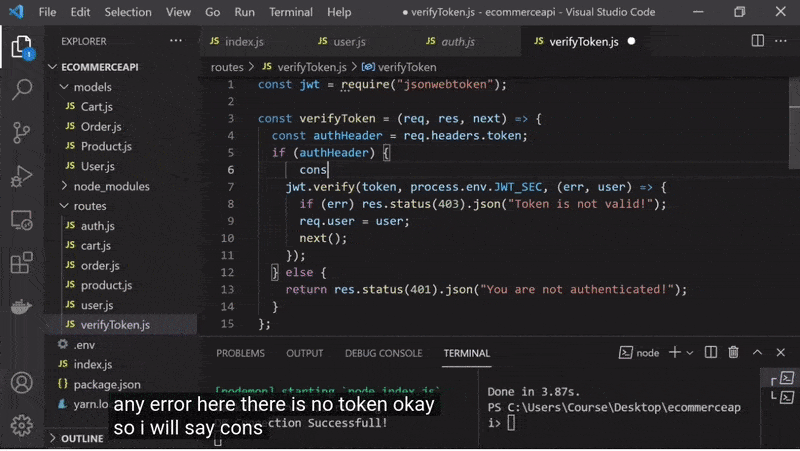 File Edit Selection View Go Run Terminal Help ● verifyToken.js - ecommerceapi - Visual Studio Code
EXPLORER ···
ECOMMERCEAPI
models
JS Cart.js
JS Order.js
JS Product.js
JS User.js
node_modules
routes
JS auth.js
JS cart.js
JS order.js
JS product.js
JS user.js
JS verifyToken.js
.env
JS index.js
package.json
yarn.lo
OUTLINE
1
JS index.js JS user.js JS auth.js JS verifyToken.js ●
routes > JS verifyToken.js > verifyToken
1 const jwt = require("jsonwebtoken");
2
3 const verifyToken = (req, res, next) => {
4 const authHeader = req.headers.token;
5 if (authHeader) {
6 cons
7 jwt.verify(token, process.env.JWT_SEC, (err, user) => {
8 if (err) res.status(403).json("Token is not valid!");
9 req.user = user;
10 next();
11 });
12 } else {
13 return res.status(401).json("You are not authenticated!");
14 }
15 };
PROBLEMS OUTPUT DEBUG CONSOLE TERMINAL node
[nodemon] starting `node index.js`
ection Successfull!
Done in 3.87s.
PS C:\Users\Course\Desktop\ecommerceap
i>
any error here there is no token okay
so i will say cons